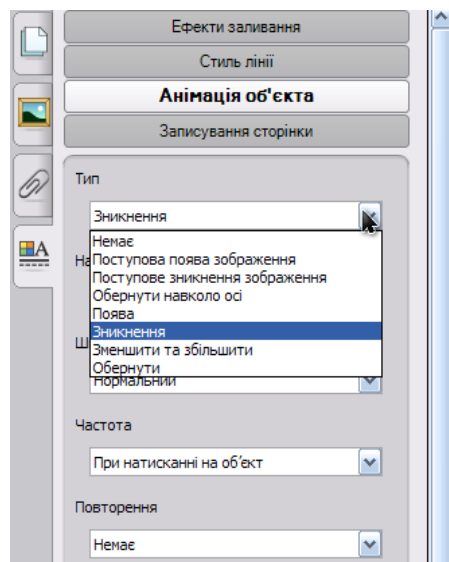 Ефекти заливання
Стиль лінії
Анімація об'єкта
Записування сторінки
Тип
Зникнення
Немає
Поступова поява зображення
На
Поступове зникнення зображення
Обернути навколо осі
Поява
Зникнення
Зменшити та збільшити
Обернути
Нормальний
Частота
При натисканні на об'єкт
Повторення
Немає